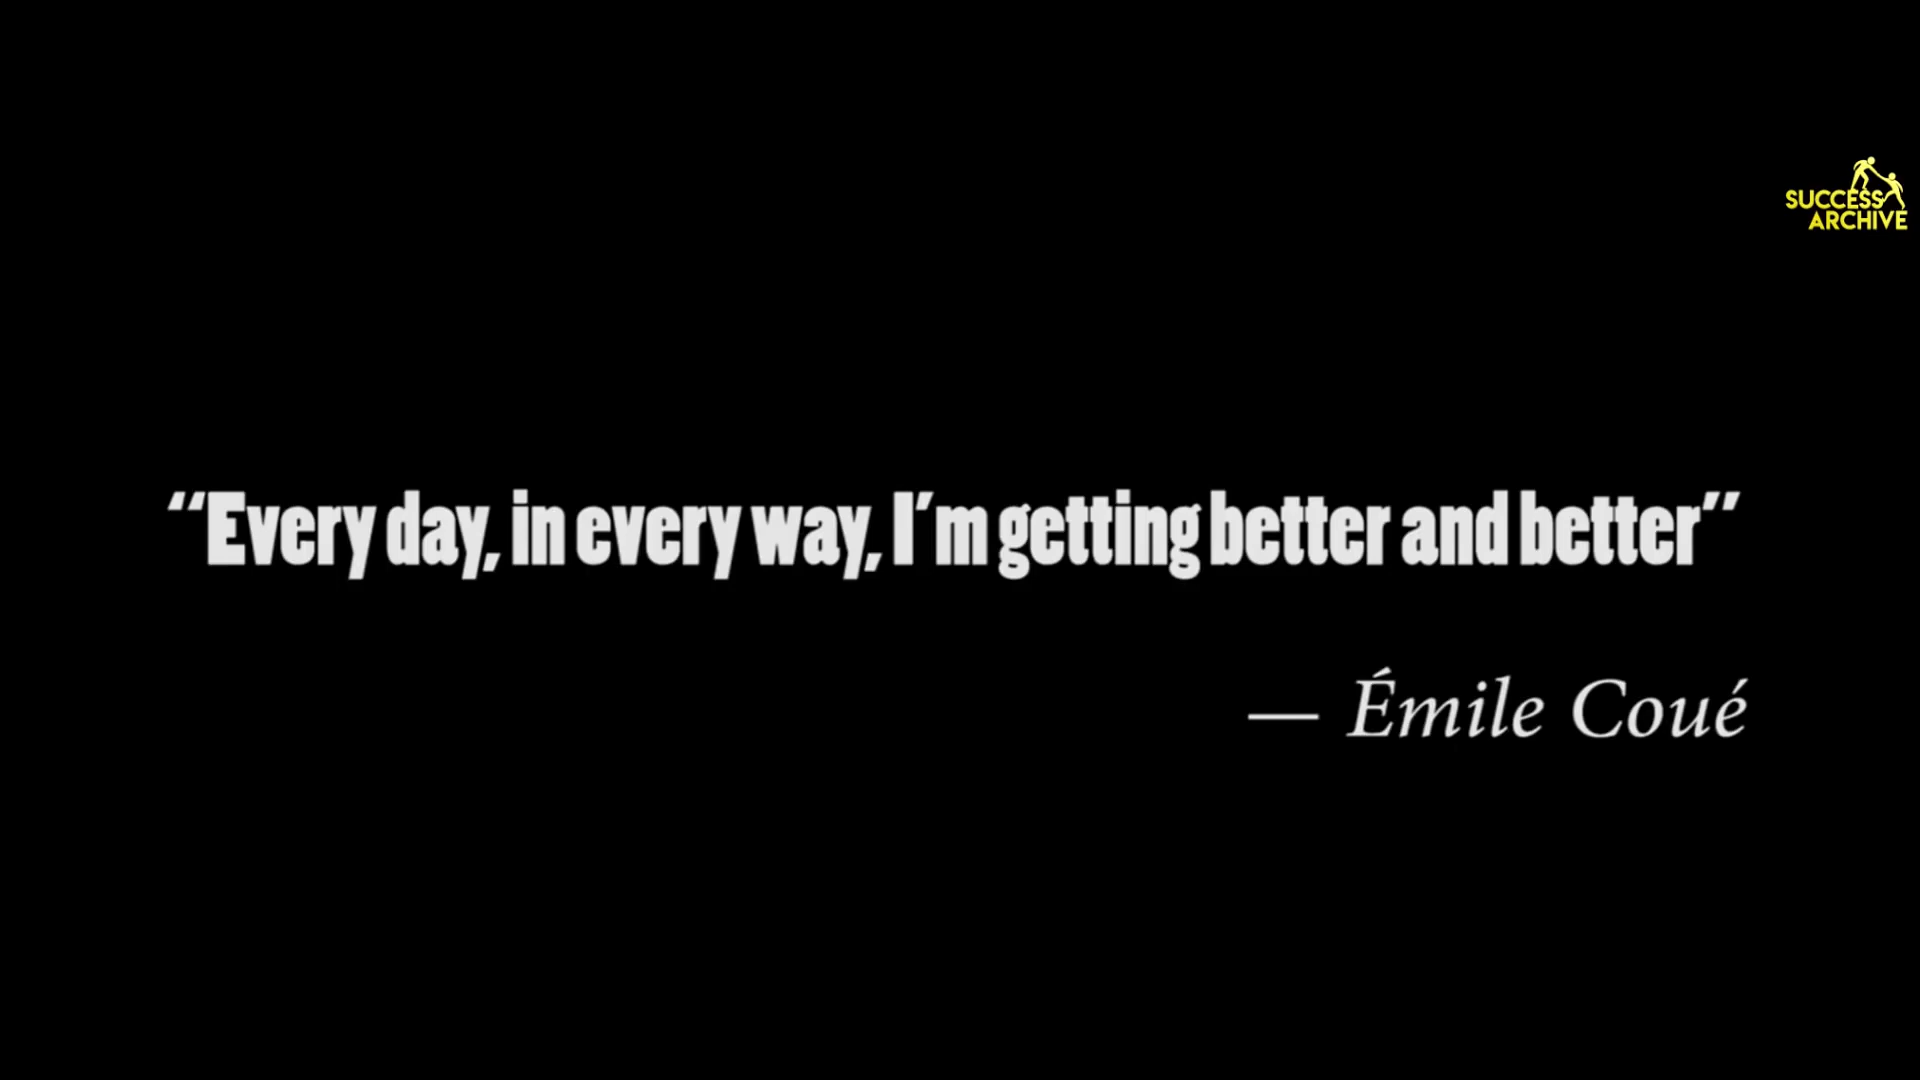 SUCCESS
ARCHIVE
“Every day, in every way, I’m getting better and better”
— Émile Coué